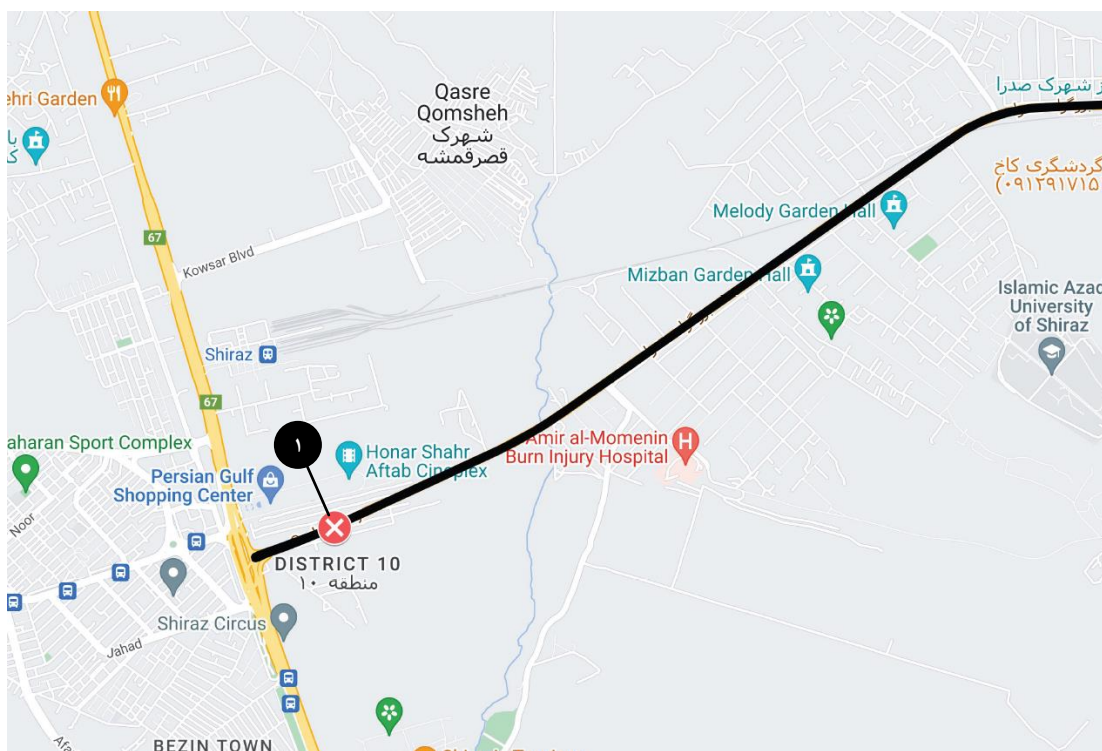 ehri Garden
Qasre
Qomsheh
شهرک
قصرقمشه
ز شهرک صدرا
گردشگری کاخ
(۰۹۱۲۹۱۷۱۵
Melody Garden Hall
67
Kowsar Blvd
Mizban Garden Hall
Islamic Azad
University
of Shiraz
Shiraz
67
۱
aharan Sport Complex
Honar Shahr
Aftab Cineplex
Amir al-Momenin
Burn Injury Hospital
H
Persian Gulf
Shopping Center
Noor
DISTRICT 10
منطقه ۱۰
Shiraz Circus
Jahad
BEZIN TOWN